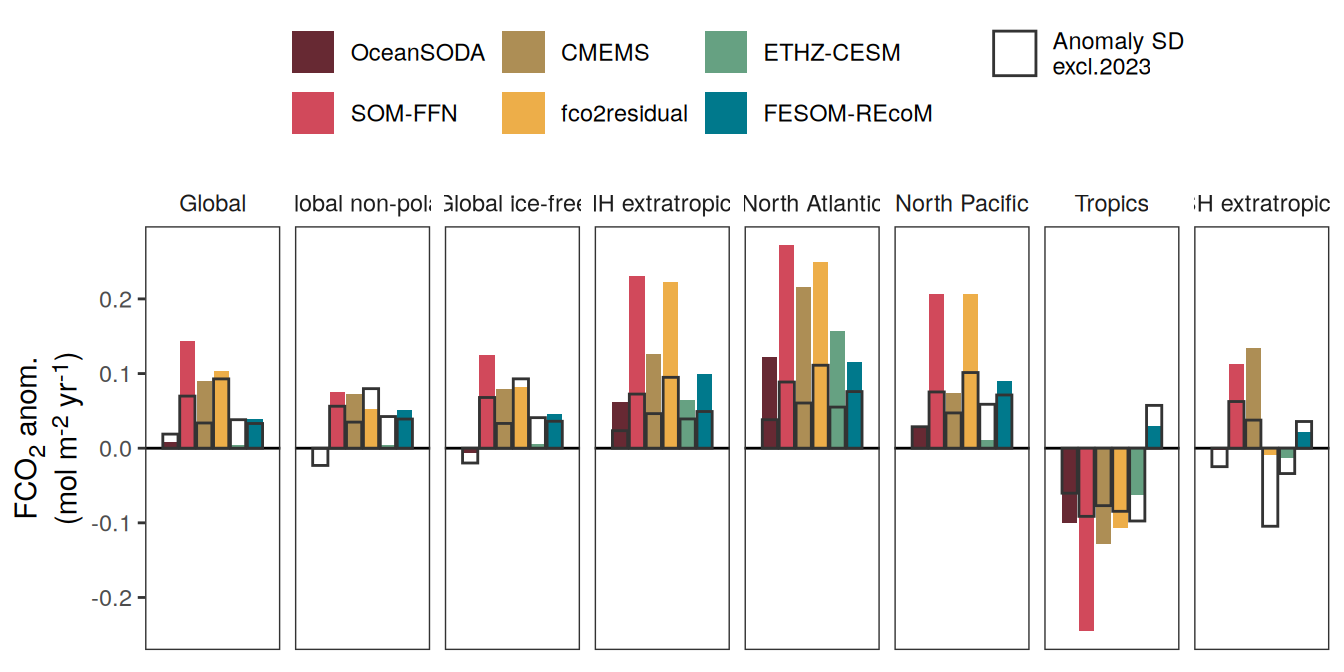 OceanSODA CMEMS ETHZ-CESM Anomaly SD
excl.2023
SOM-FFN fco2residual FESOM-REcoM
Global lobal non-pola Global ice-free IH extratropic North Atlantic North Pacific Tropics SH extratropic
FCO2 anom.
(mol m-2 yr-1)
0.2
0.1
0.0
-0.1
-0.2